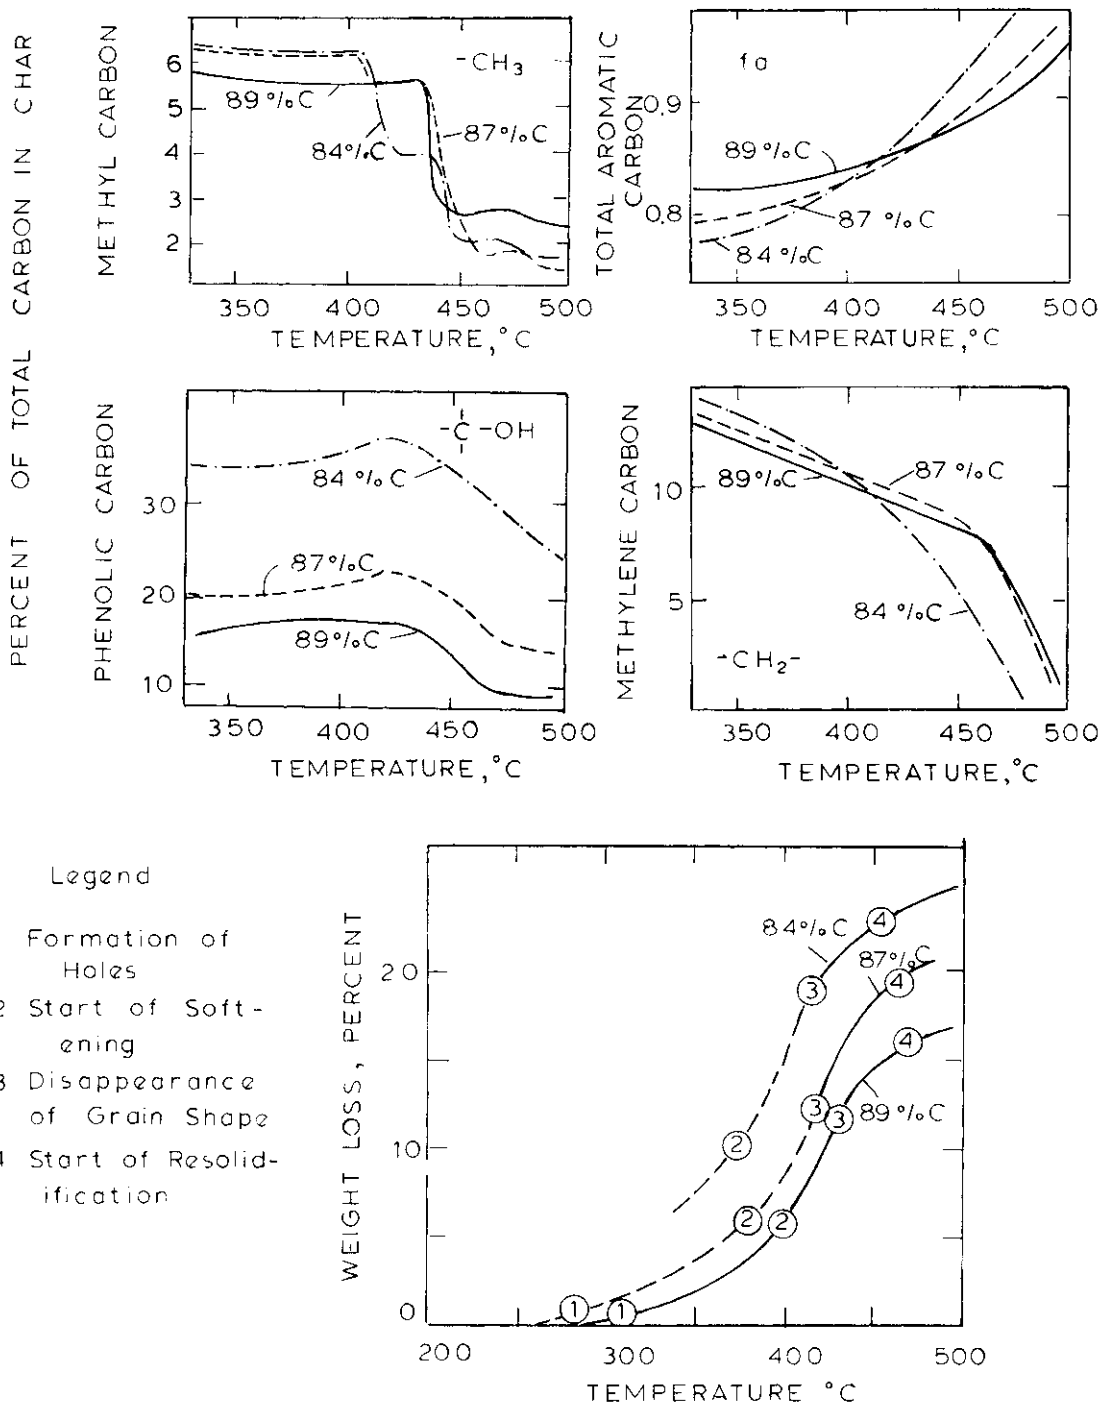 PERCENT OF TOTAL CARBON IN CHAR
METHYL CARBON
6
5
4
3
2
-CH3
89%C
84%C
87%C
350
400
450
500
TEMPERATURE, °C
TOTAL AROMATIC
CARBON
0,9
0,8
fa
89%C
87%C
84%C
350
400
450
500
TEMPERATURE, °C
PHENOLIC CARBON
30
20
10
-C-OH
84%C
87%C
89%C
350
400
450
500
TEMPERATURE, °C
METHYLENE CARBON
10
5
89%C
87%C
84%C
-CH2-
350
400
450
500
TEMPERATURE, °C
Legend
Formation of
Holes
2 Start of Soft-
ening
3 Disappearance
of Grain Shape
4 Start of Resolid-
ification
WEIGHT LOSS, PERCENT
20
10
0
84%C
87%C
89%C
4
4
4
3
3
3
2
2
2
1
1
200
300
400
500
TEMPERATURE °C